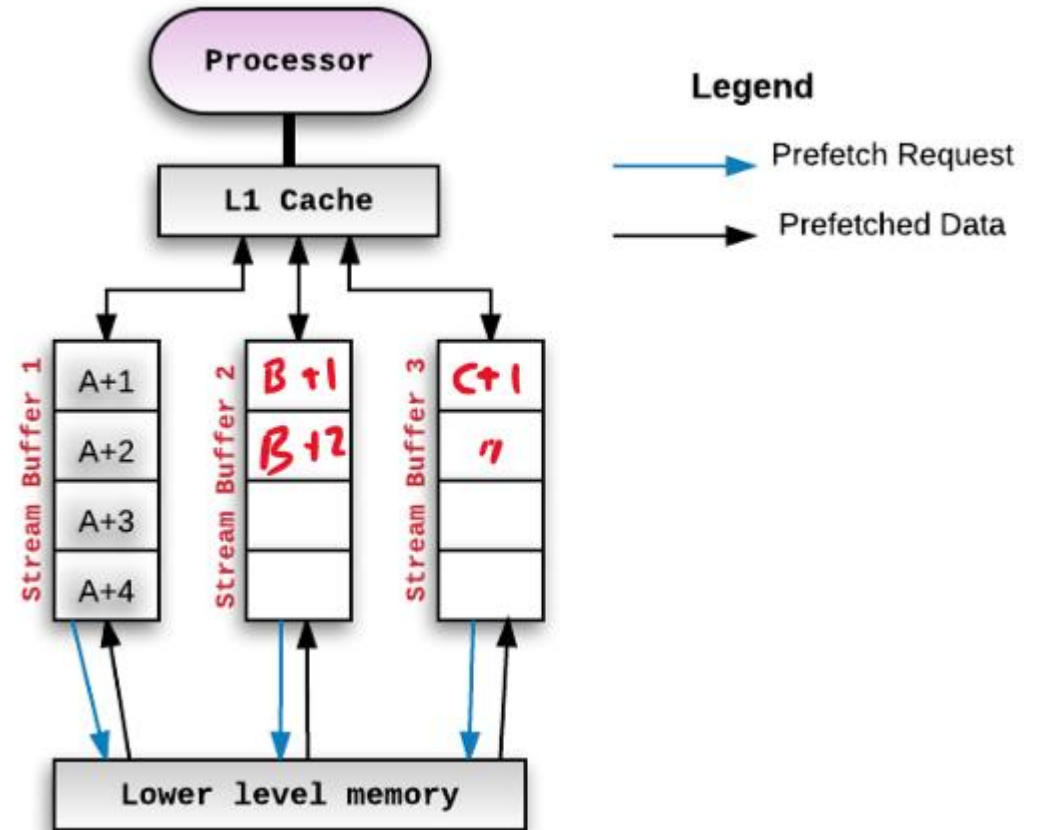 Processor
Legend
Prefetch Request
L1 Cache
Prefetched Data
Stream Buffer 1
A+1
A+2
A+3
A+4
Stream Buffer 2
B+1
B+2
Stream Buffer 3
C+1
Lower level memory